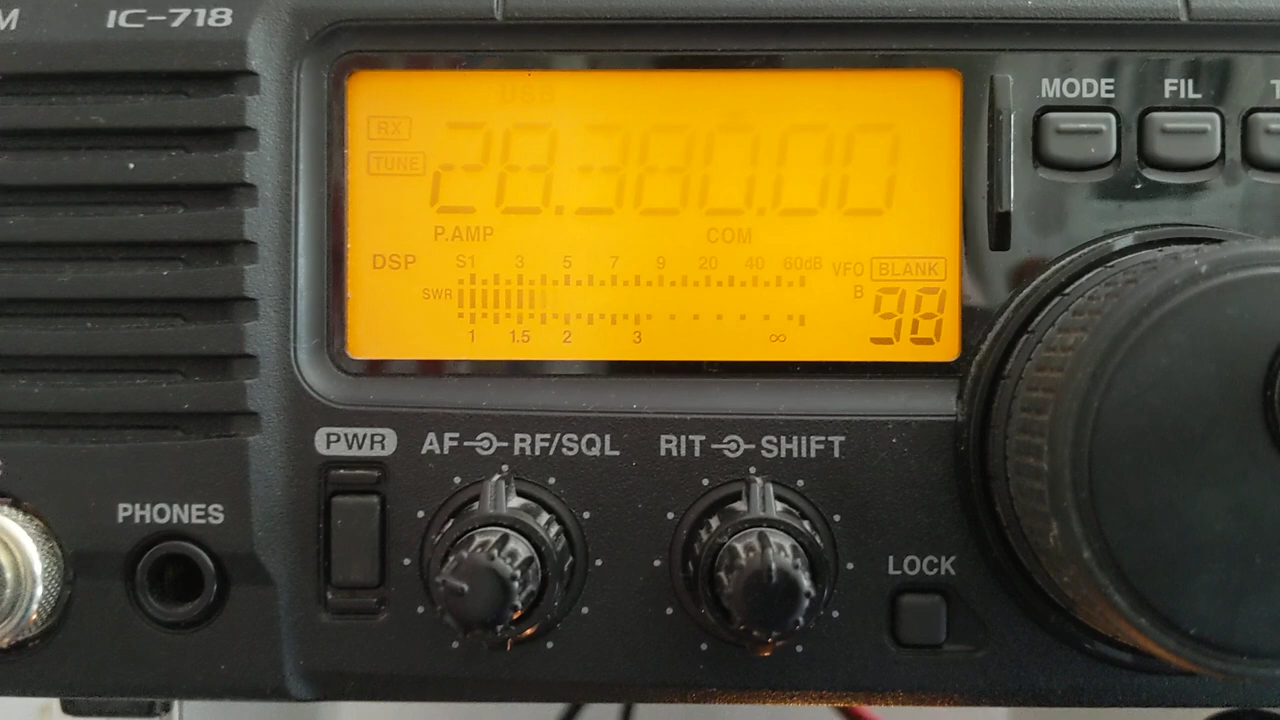 M IC-718
MODE FIL T
USB
RX
28.380.00
TUNE
P.AMP COM
DSP S1 3 5 7 9 20 40 60dB VFO BLANK
SWR B 98
1 1.5 2 3 ∞
PWR AF RF/SQL RIT SHIFT
C
PHONES
LOCK